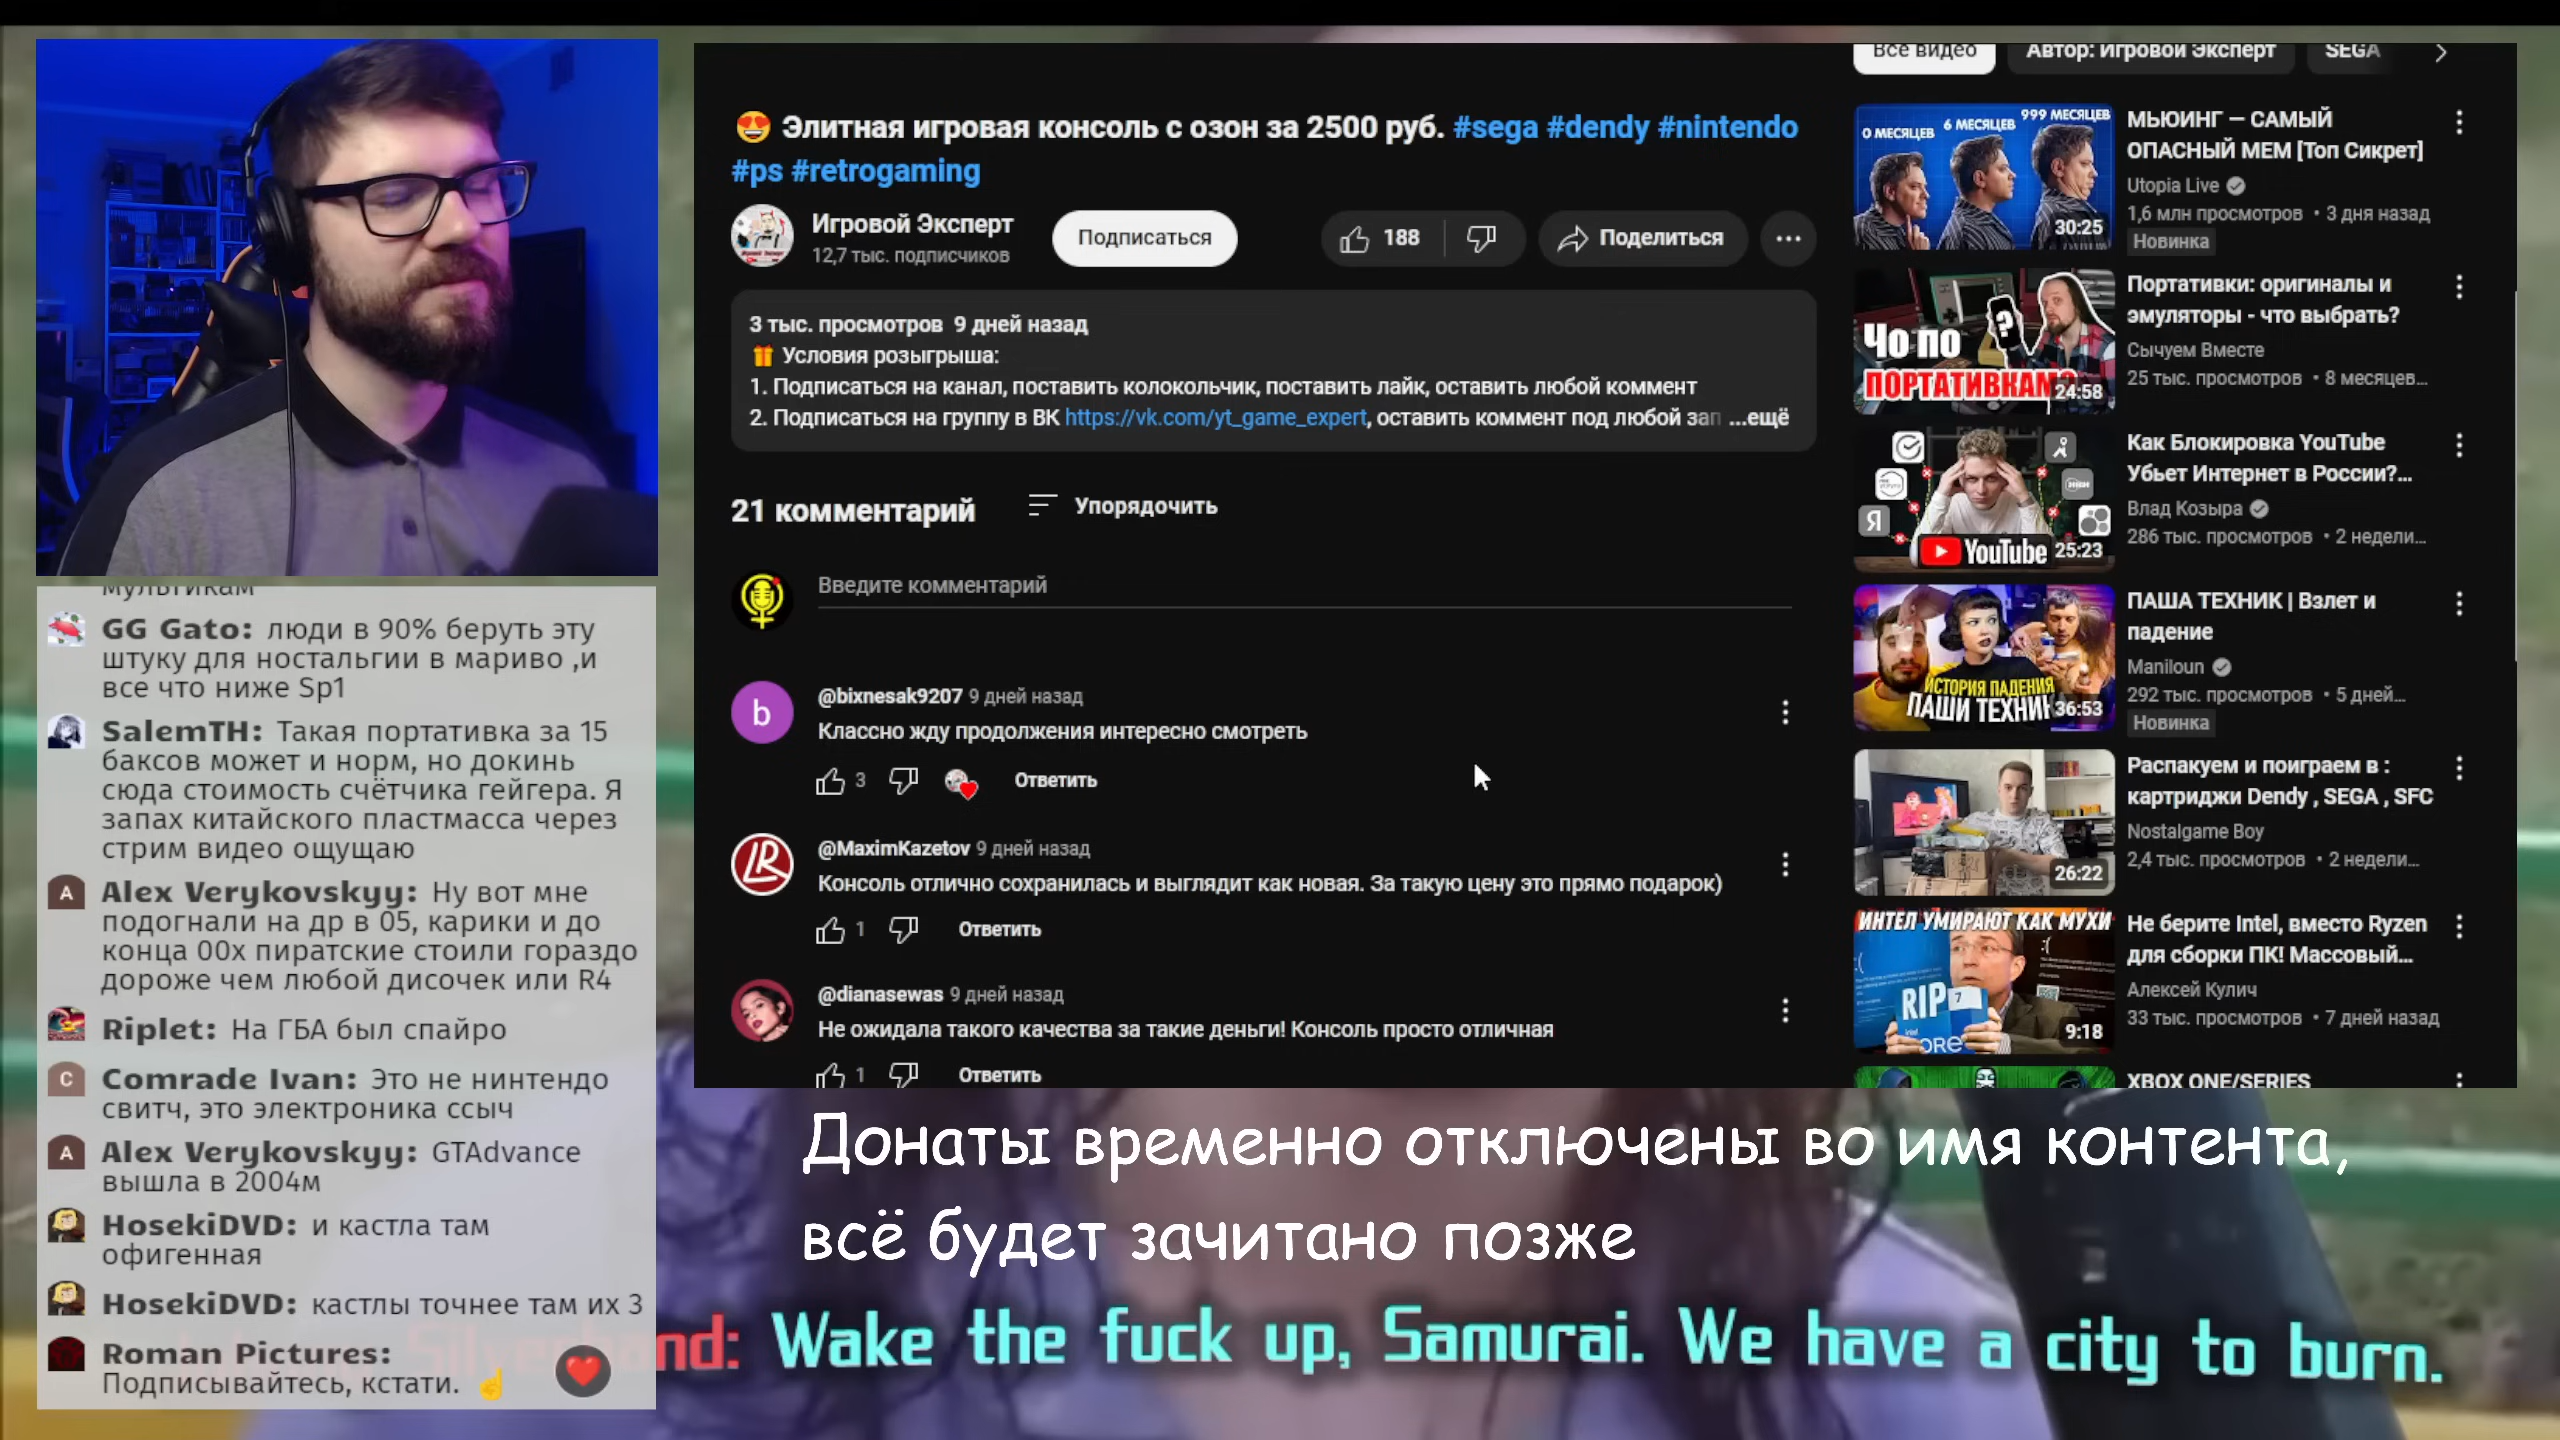 мультикам
GG Gato: люди в 90% беруть эту
штуку для ностальгии в мариво ,и
все что ниже Sp1
SalemTH: Такая портативка за 15
баксов может и норм, но докинь
сюда стоимость счётчика гейгера. Я
запах китайского пластмасса через
стрим видео ощущаю
A
Alex Verykovskyy: Ну вот мне
подогнали на др в 05, карики и до
конца 00х пиратские стоили гораздо
дороже чем любой дисочек или R4
Riplet: На ГБА был спайро
C
Comrade Ivan: Это не нинтендо
свитч, это электроника ссыч
A
Alex Verykovskyy: GTAdvance
вышла в 2004м
HosekiDVD: и кастла там
офигенная
HosekiDVD: кастлы точнее там их 3
Roman Pictures:
Подписывайтесь, кстати.
😍 Элитная игровая консоль с озон за 2500 руб. #sega #dendy #nintendo
#ps #retrogaming
Игровой Эксперт
12,7 тыс. подписчиков
Подписаться
188
Поделиться
3 тыс. просмотров 9 дней назад
🎁 Условия розыгрыша:
1. Подписаться на канал, поставить колокольчик, поставить лайк, оставить любой коммент
2. Подписаться на группу в ВК https://vk.com/yt_game_expert, оставить коммент под любой зап ...ещё
21 комментарий
Упорядочить
Введите комментарий
b
@bixnesak9207 9 дней назад
Классно жду продолжения интересно смотреть
3
Ответить
LR
@MaximKazetov 9 дней назад
Консоль отлично сохранилась и выглядит как новая. За такую цену это прямо подарок)
1
Ответить
@dianasewas 9 дней назад
Не ожидала такого качества за такие деньги! Консоль просто отличная
1
Ответить
Все видео
Автор: Игровой Эксперт
SEGA
0 МЕСЯЦЕВ
6 МЕСЯЦЕВ
999 МЕСЯЦЕВ
30:25
МЬЮИНГ — САМЫЙ
ОПАСНЫЙ МЕМ [Топ Сикрет]
Utopia Live
1,6 млн просмотров • 3 дня назад
Новинка
Чо по
ПОРТАТИВКАМ?
24:58
Портативки: оригиналы и
эмуляторы - что выбрать?
Сычуем Вместе
25 тыс. просмотров • 8 месяцев...
Я
YouTube
25:23
Как Блокировка YouTube
Убьет Интернет в России?...
Влад Козыра
286 тыс. просмотров • 2 недели...
ИСТОРИЯ ПАДЕНИЯ
ПАШИ ТЕХНИК
36:53
ПАША ТЕХНИК | Взлет и
падение
Maniloun
292 тыс. просмотров • 5 дней...
Новинка
26:22
Распакуем и поиграем в :
картриджи Dendy , SEGA , SFC
Nostalgame Boy
2,4 тыс. просмотров • 2 недели...
ИНТЕЛ УМИРАЮТ КАК МУХИ
RIP
7
intel
CORE
9:18
Не берите Intel, вместо Ryzen
для сборки ПК! Массовый...
Алексей Кулич
33 тыс. просмотров • 7 дней назад
XBOX ONE/SERIES
Донаты временно отключены во имя контента,
всё будет зачитано позже
Silverhand: Wake the fuck up, Samurai. We have a city to burn.